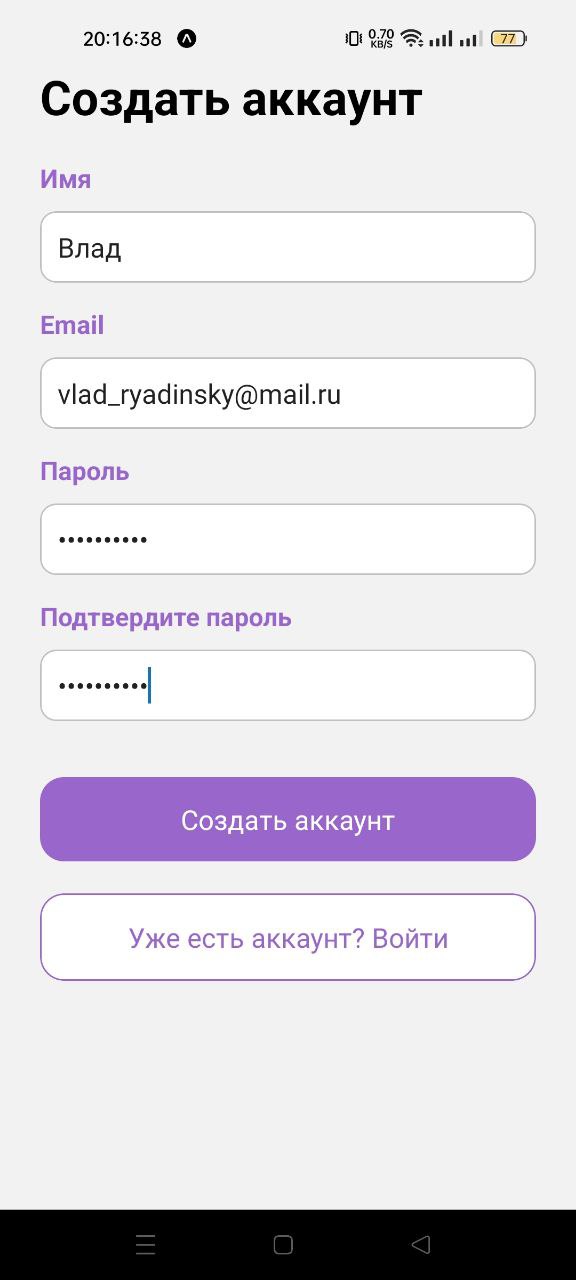 20:16:38 0.70 KB/S 77
Создать аккаунт
Имя
Влад
Email
vlad_ryadinsky@mail.ru
Пароль
••••••••••
Подтвердите пароль
••••••••••
Создать аккаунт
Уже есть аккаунт? Войти